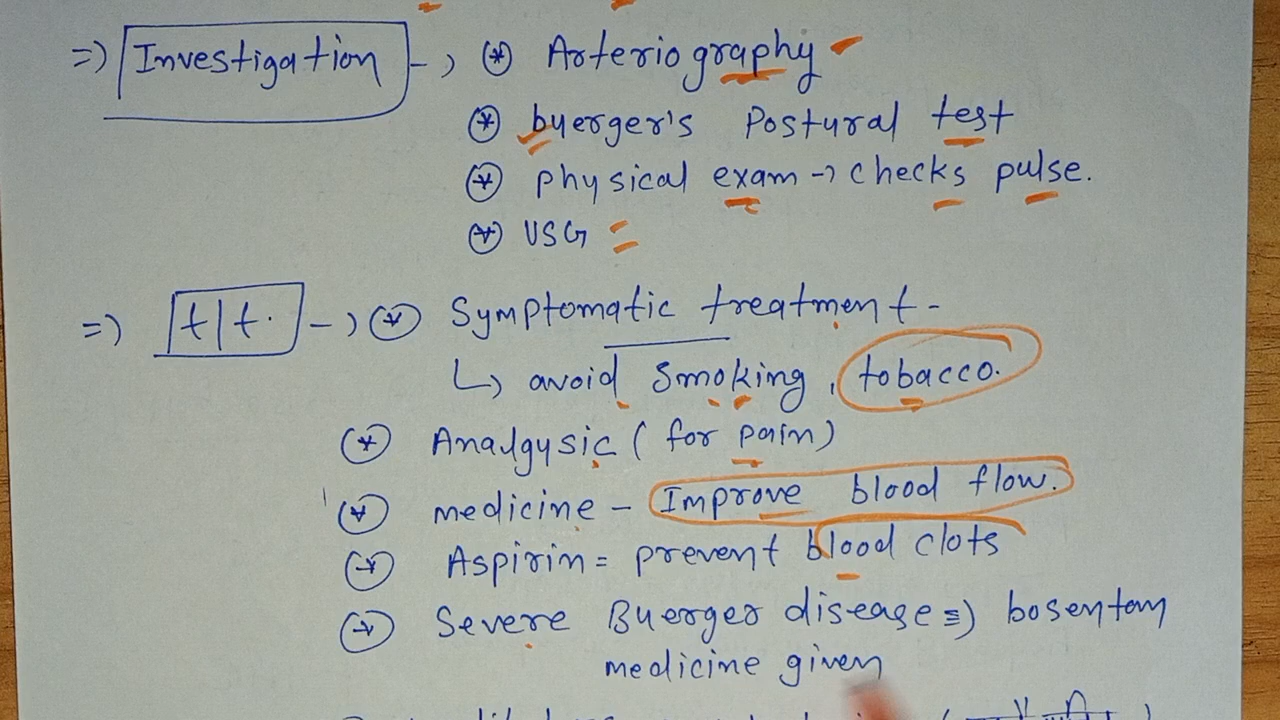 =) Investigation -> * Arteriography
* buerger's Postural test
* physical exam -> checks pulse.
* USG
=) t/t. -> * Symptomatic treatment -
↳ avoid smoking, tobacco.
* Analgysic (for pain)
* medicine - Improve blood flow.
* Aspirin = prevent blood clots
* Severe Buerger disease =) bosentan
medicine given